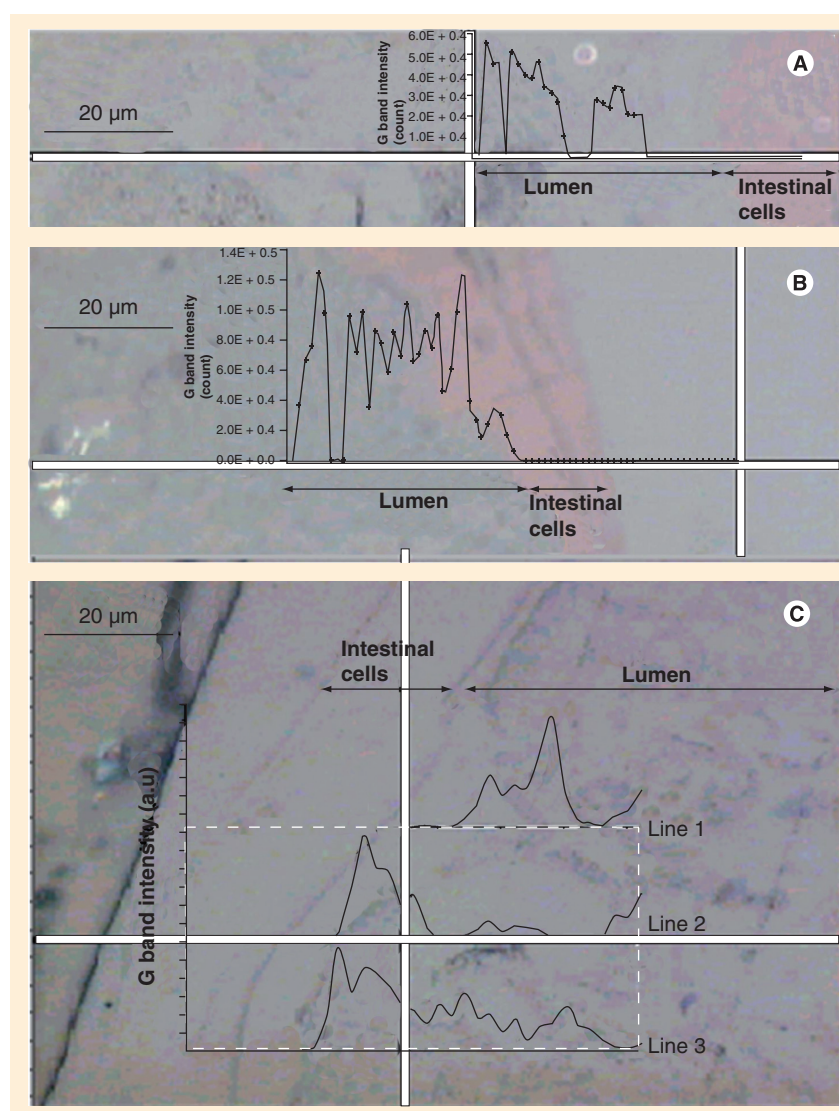 A
6.0E + 0.4
5.0E + 0.4
4.0E + 0.4
3.0E + 0.4
2.0E + 0.4
1.0E + 0.4
G band intensity
(count)
20 µm
Lumen
Intestinal
cells
B
1.4E + 0.5
1.2E + 0.5
1.0E + 0.5
8.0E + 0.4
6.0E + 0.4
4.0E + 0.4
2.0E + 0.4
0.0E + 0.0
G band intensity
(count)
20 µm
Lumen
Intestinal
cells
C
20 µm
Intestinal
cells
Lumen
G band intensity (a.u)
Line 1
Line 2
Line 3